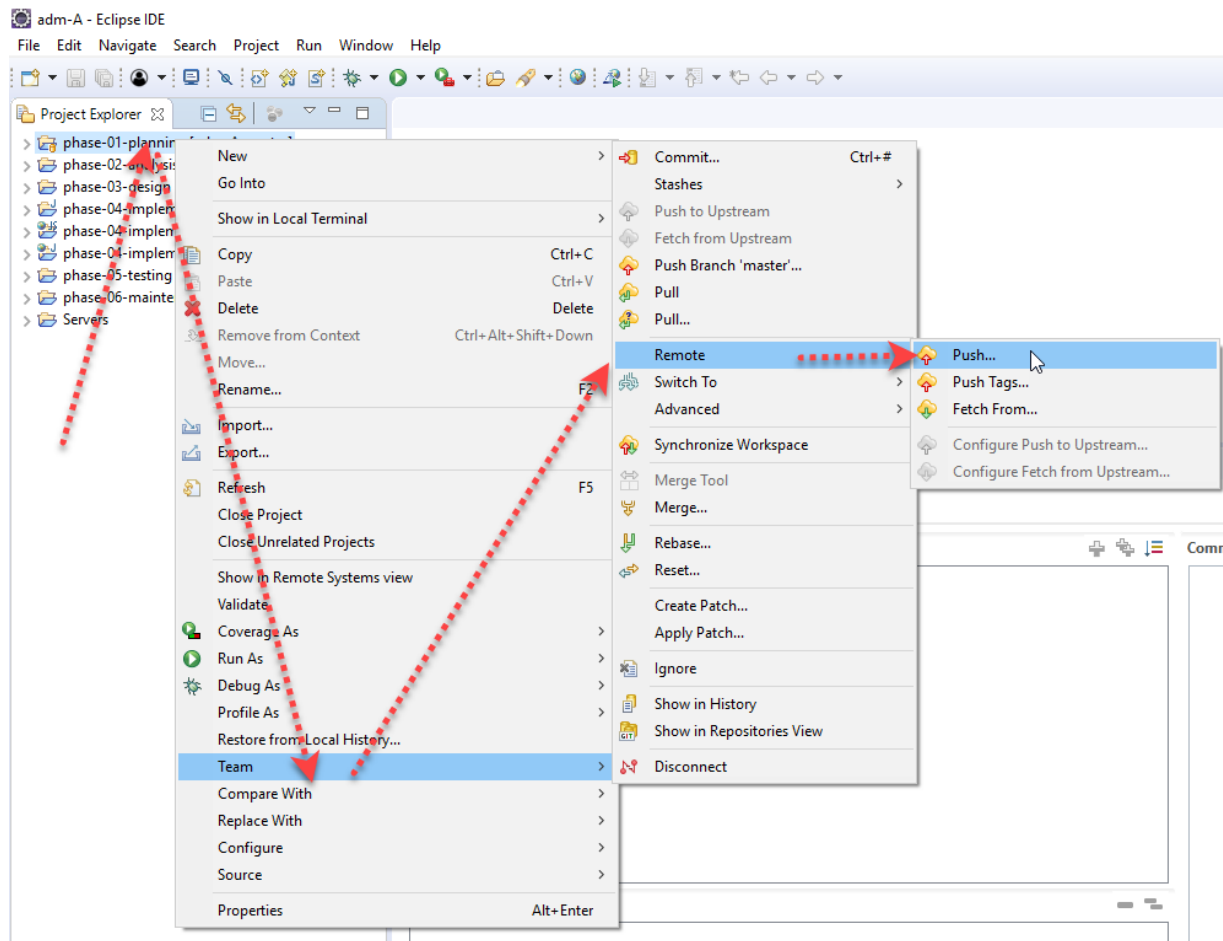 adm-A - Eclipse IDE
File Edit Navigate Search Project Run Window Help
Project Explorer
phase-01-plannin
phase-02-analysis
phase-03-design
phase-04-implem
phase-04-implem
phase-04-implem
phase-05-testing
phase-06-mainte
Servers
New
Go Into
Show in Local Terminal
Copy Ctrl+C
Paste Ctrl+V
Delete Delete
Remove from Context Ctrl+Alt+Shift+Down
Move...
Rename... F2
Import...
Export...
Refresh F5
Close Project
Close Unrelated Projects
Show in Remote Systems view
Validate
Coverage As
Run As
Debug As
Profile As
Restore from Local History...
Team
Compare With
Replace With
Configure
Source
Properties Alt+Enter
Commit... Ctrl+#
Stashes
Push to Upstream
Fetch from Upstream
Push Branch 'master'...
Pull
Pull...
Remote
Switch To
Advanced
Synchronize Workspace
Merge Tool
Merge...
Rebase...
Reset...
Create Patch...
Apply Patch...
Ignore
Show in History
GIT Show in Repositories View
Disconnect
Push...
Push Tags...
Fetch From...
Configure Push to Upstream...
Configure Fetch from Upstream...
Comm